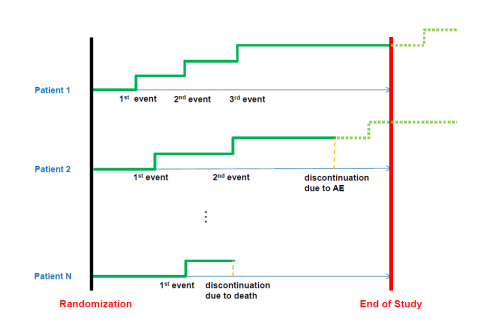 Patient 1
1st event 2nd event 3rd event
Patient 2
1st event 2nd event discontinuation
due to AE
Patient N
1st event discontinuation
due to death
Randomization End of Study